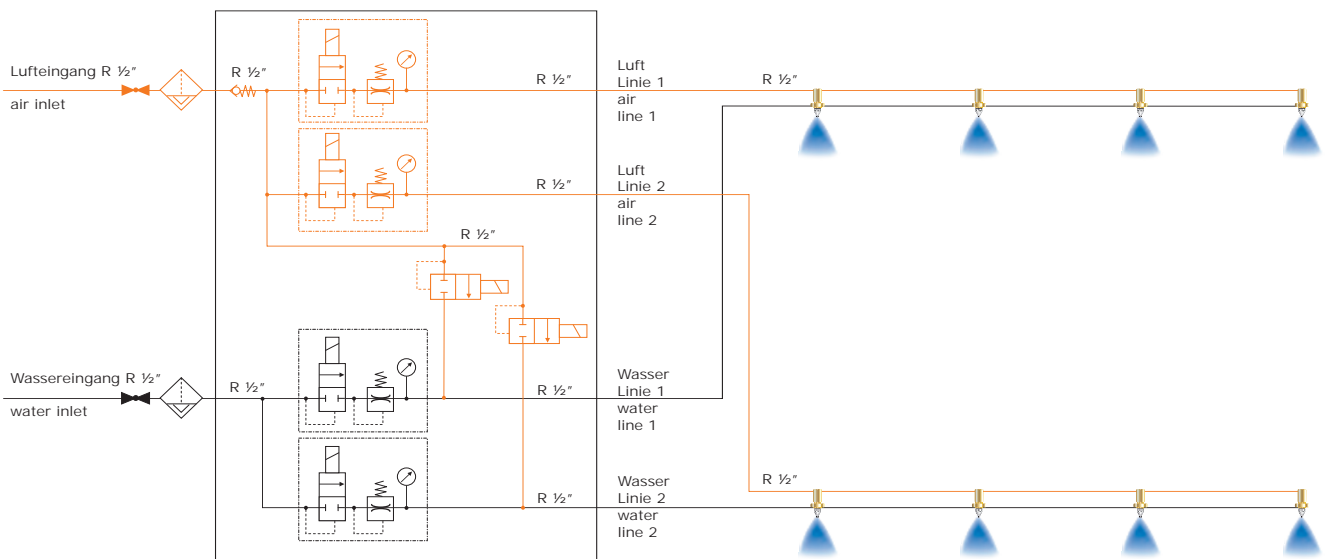 Lufteingang R ½"
air inlet
R ½"
R ½"
Luft
Linie 1
air
line 1
R ½"
R ½"
Luft
Linie 2
air
line 2
R ½"
Wassereingang R ½"
water inlet
R ½"
R ½"
Wasser
Linie 1
water
line 1
R ½"
Wasser
Linie 2
water
line 2
R ½"